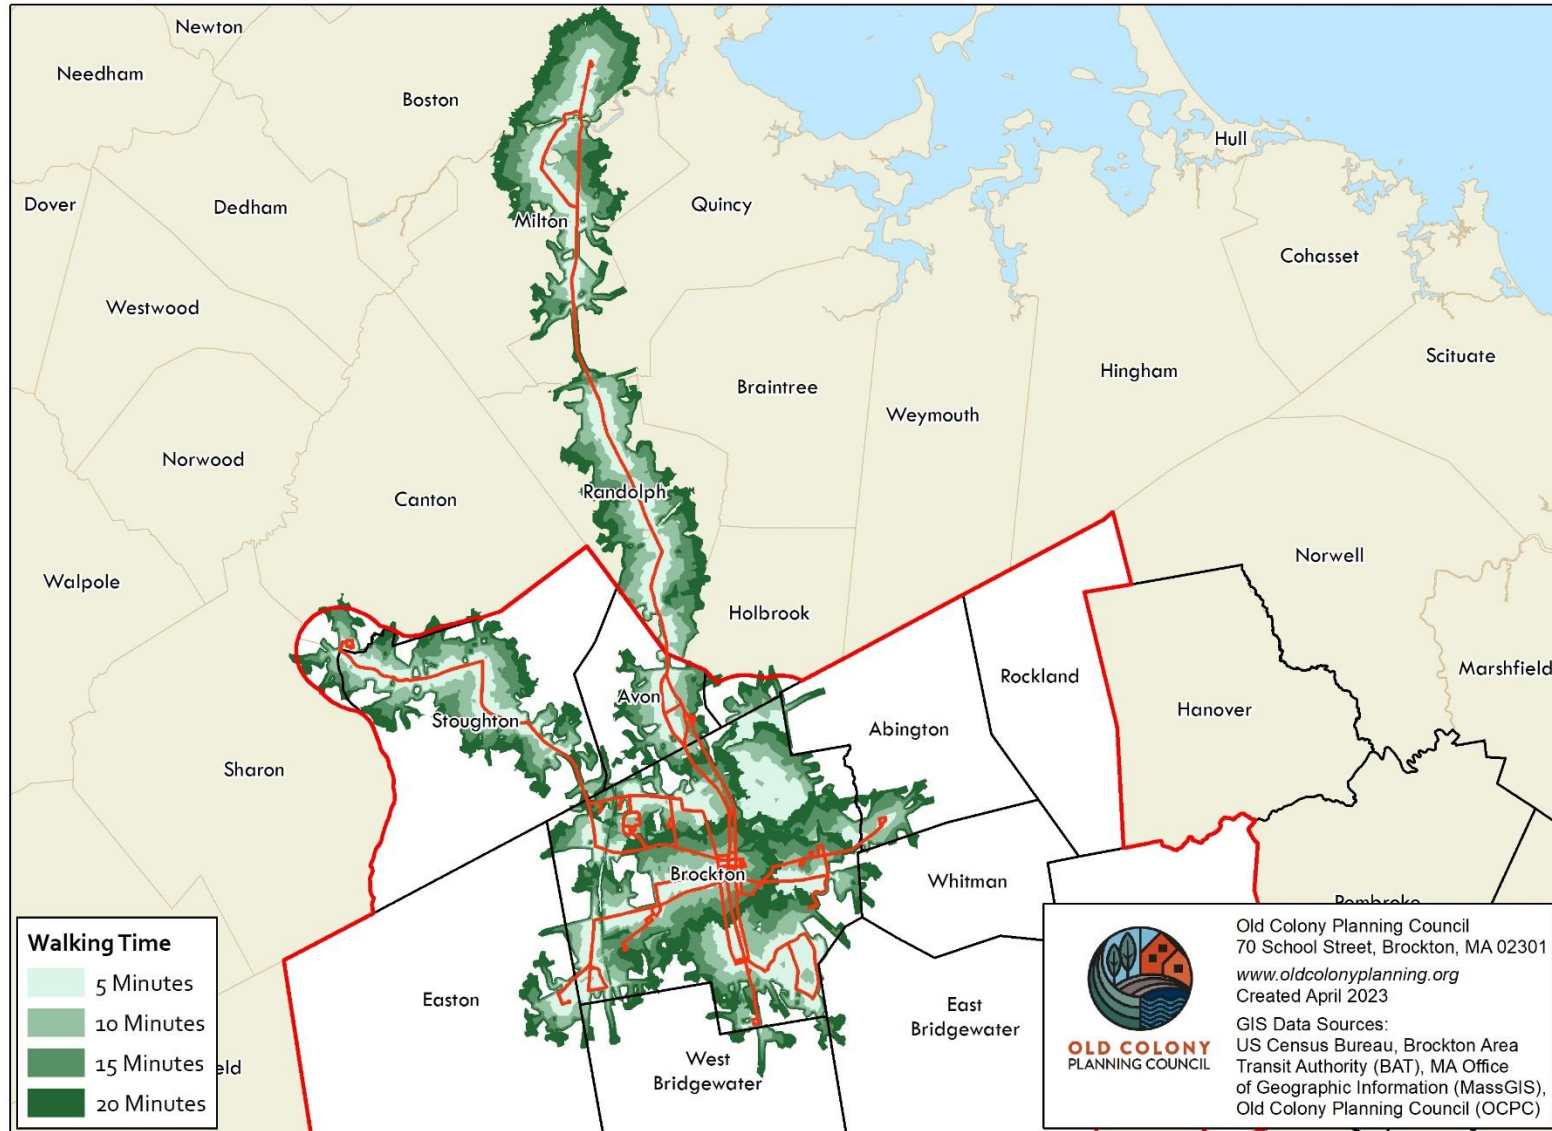 Newton
Needham
Boston
Hull
Dover
Dedham
Quincy
Milton
Cohasset
Westwood
Scituate
Hingham
Braintree
Weymouth
Norwood
Canton
Randolph
Norwell
Walpole
Holbrook
Marshfield
Rockland
Avon
Hanover
Stoughton
Abington
Sharon
Brockton
Whitman
Pembroke
Easton
East
Bridgewater
West
Bridgewater
eld
Walking Time
5 Minutes
10 Minutes
15 Minutes
20 Minutes
OLD COLONY
PLANNING COUNCIL
Old Colony Planning Council
70 School Street, Brockton, MA 02301
www.oldcolonyplanning.org
Created April 2023
GIS Data Sources:
US Census Bureau, Brockton Area
Transit Authority (BAT), MA Office
of Geographic Information (MassGIS),
Old Colony Planning Council (OCPC)